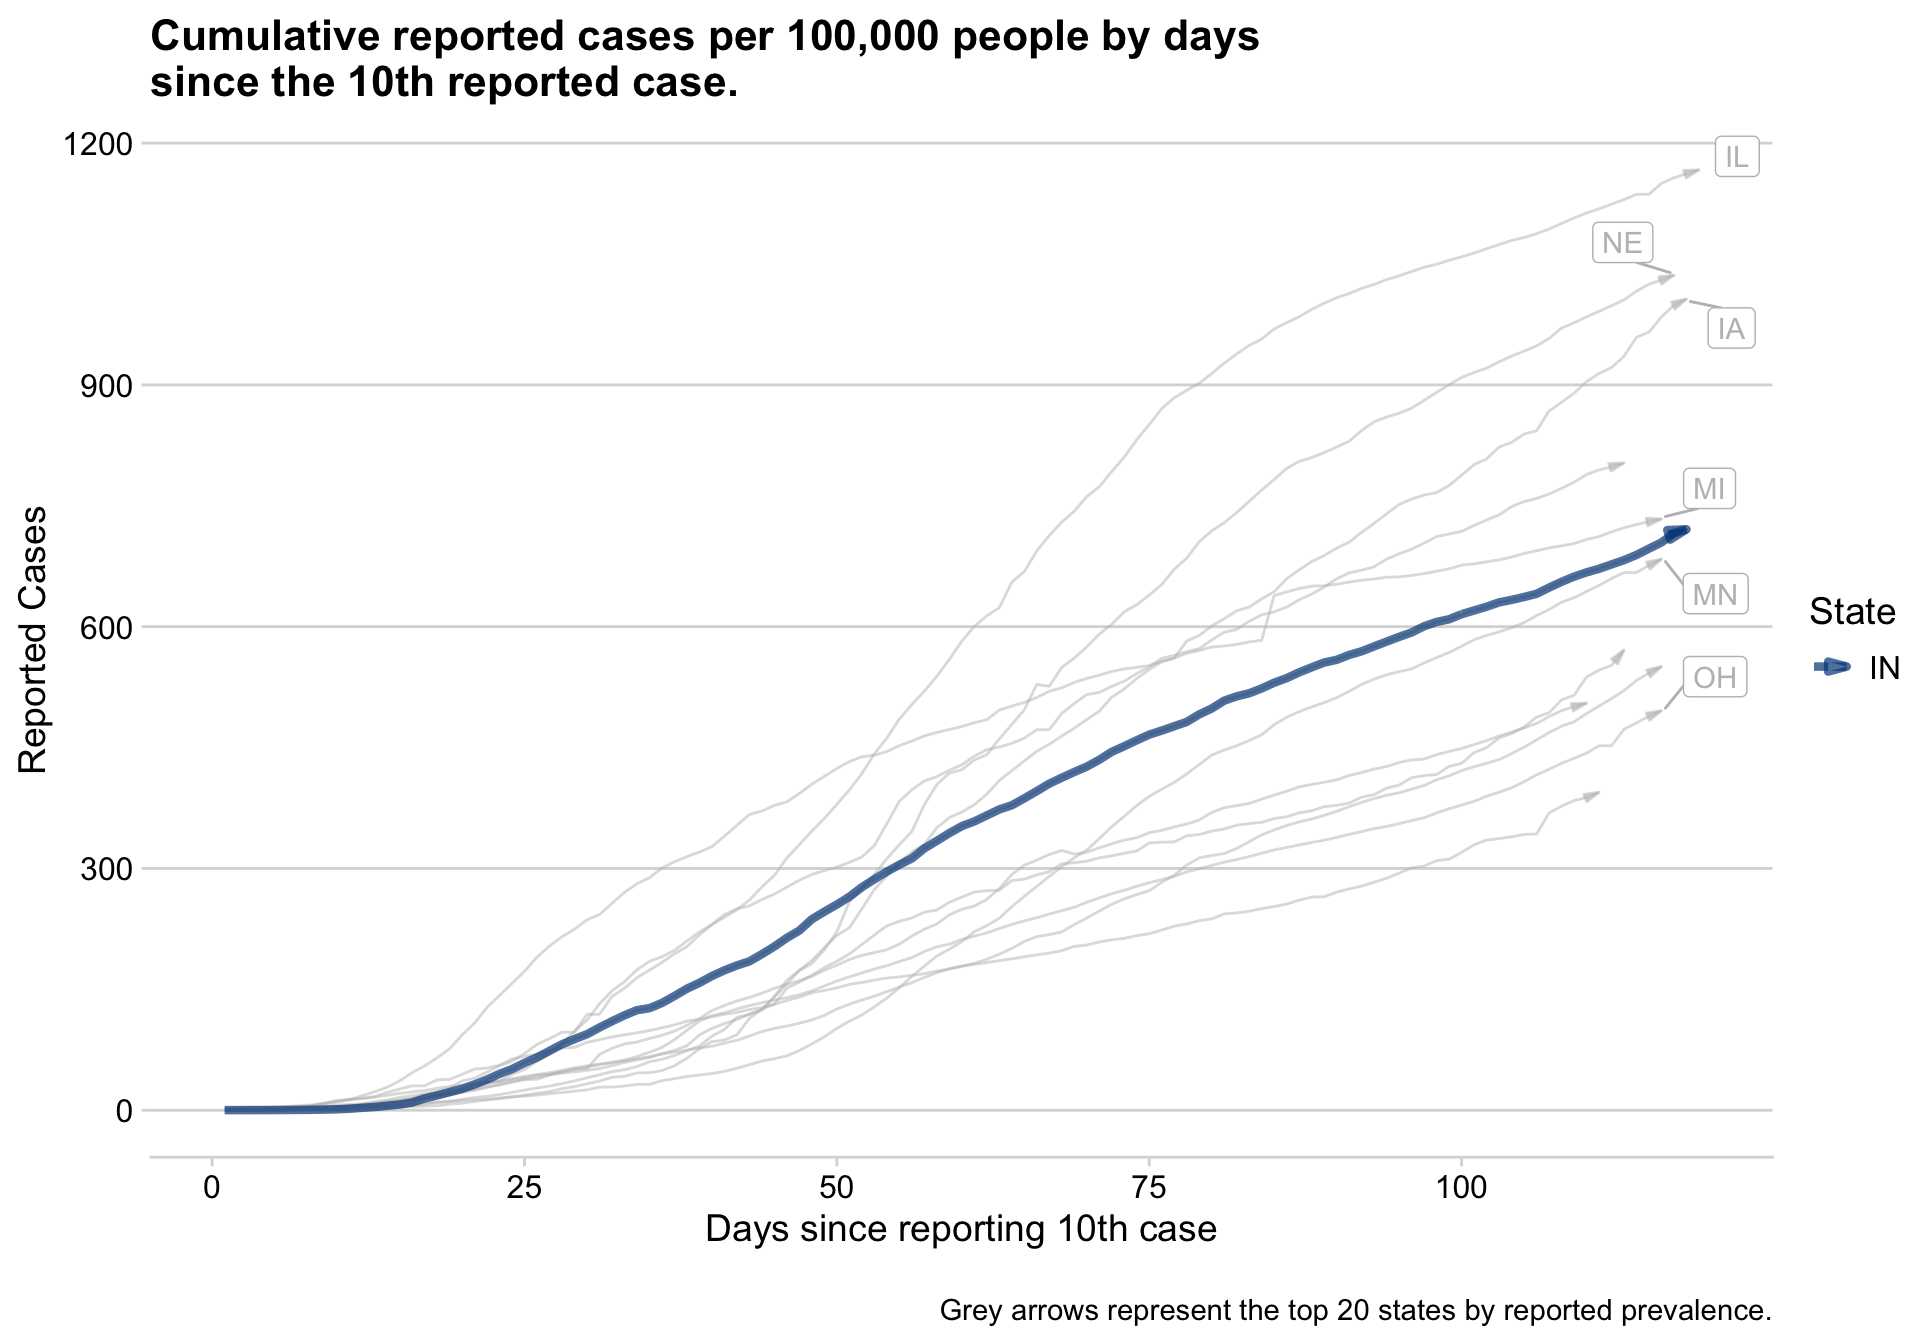 Cumulative reported cases per 100,000 people by days
since the 10th reported case.
1200
900
600
300
0
Reported Cases
IL
NE
IA
MI
MN
OH
State
IN
0 25 50 75 100
Days since reporting 10th case
Grey arrows represent the top 20 states by reported prevalence.